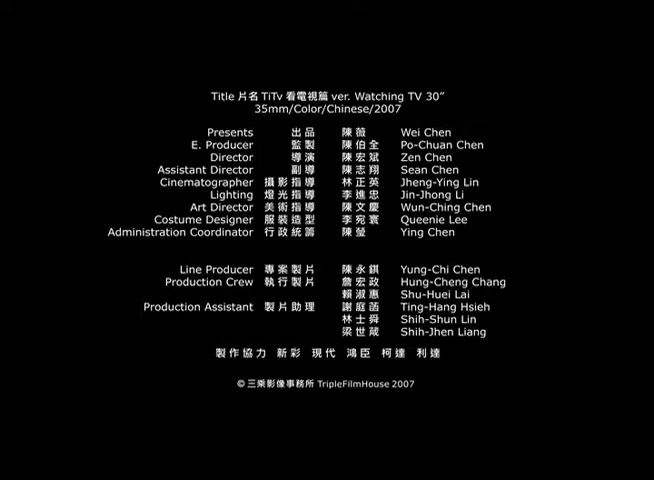 Title 片名 TiTv 看電視篇 ver. Watching TV 30”
35mm/Color/Chinese/2007
Presents 出品 陳薇 Wei Chen
E. Producer 監製 陳伯全 Po-Chuan Chen
Director 導演 陳宏斌 Zen Chen
Assistant Director 副導 陳志翔 Sean Chen
Cinematographer 攝影指導 林正英 Jheng-Ying Lin
Lighting 燈光指導 李進忠 Jin-Jhong Li
Art Director 美術指導 陳文慶 Wun-Ching Chen
Costume Designer 服裝造型 李宛寰 Queenie Lee
Administration Coordinator 行政統籌 陳瑩 Ying Chen
Line Producer 專案製片 陳永錤 Yung-Chi Chen
Production Crew 執行製片 詹宏政 Hung-Cheng Chang
賴淑惠 Shu-Huei Lai
Production Assistant 製片助理 謝庭菡 Ting-Hang Hsieh
林士舜 Shih-Shun Lin
梁世葳 Shih-Jhen Liang
製作協力 新彩 現代 鴻臣 柯達 利達
© 三乘影像事務所 TripleFilmHouse 2007